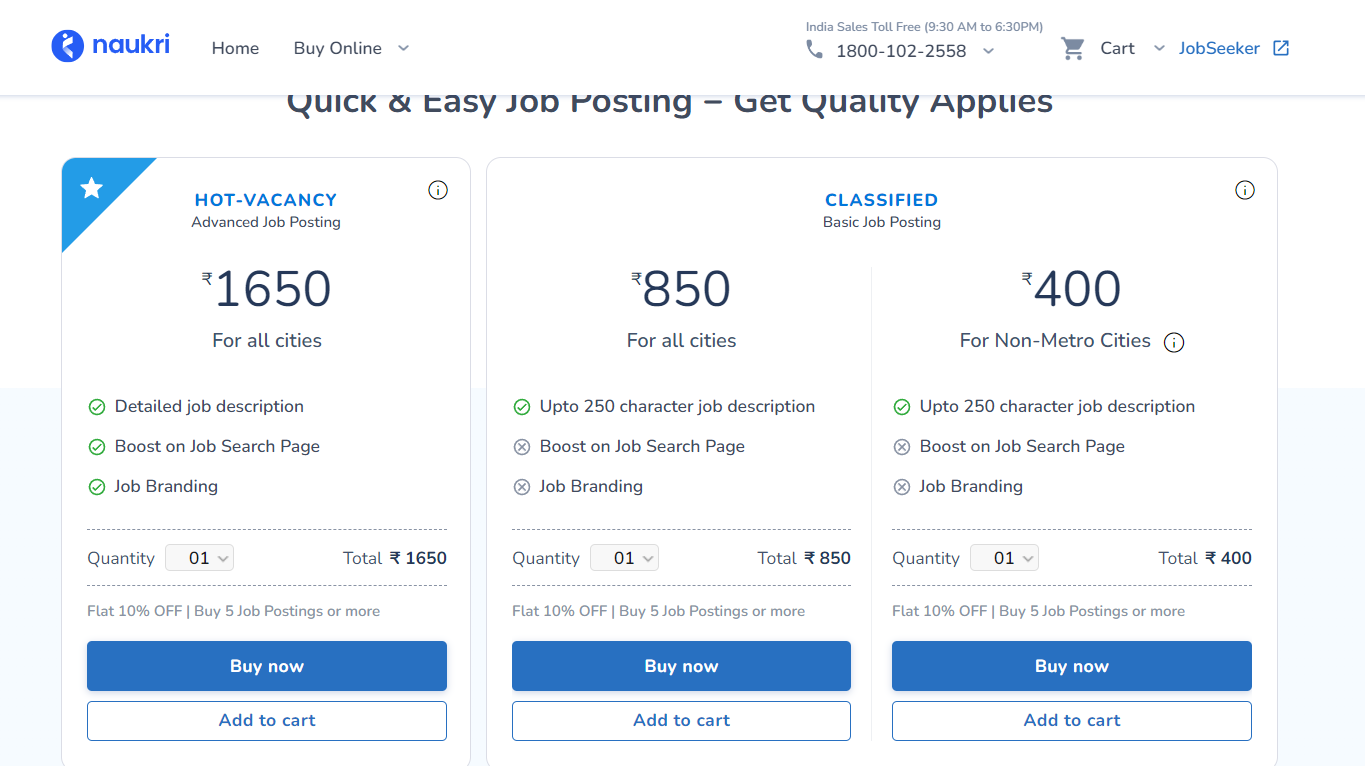 naukri
Home
Buy Online
India Sales Toll Free (9:30 AM to 6:30PM)
1800-102-2558
Cart
JobSeeker
Quick & Easy Job Posting – Get Quality Applies
HOT-VACANCY
Advanced Job Posting
₹1650
For all cities
Detailed job description
Boost on Job Search Page
Job Branding
Quantity 01 Total ₹ 1650
Flat 10% OFF | Buy 5 Job Postings or more
Buy now
Add to cart
CLASSIFIED
Basic Job Posting
₹850
For all cities
Upto 250 character job description
Boost on Job Search Page
Job Branding
Quantity 01 Total ₹ 850
Flat 10% OFF | Buy 5 Job Postings or more
Buy now
Add to cart
₹400
For Non-Metro Cities
Upto 250 character job description
Boost on Job Search Page
Job Branding
Quantity 01 Total ₹ 400
Flat 10% OFF | Buy 5 Job Postings or more
Buy now
Add to cart